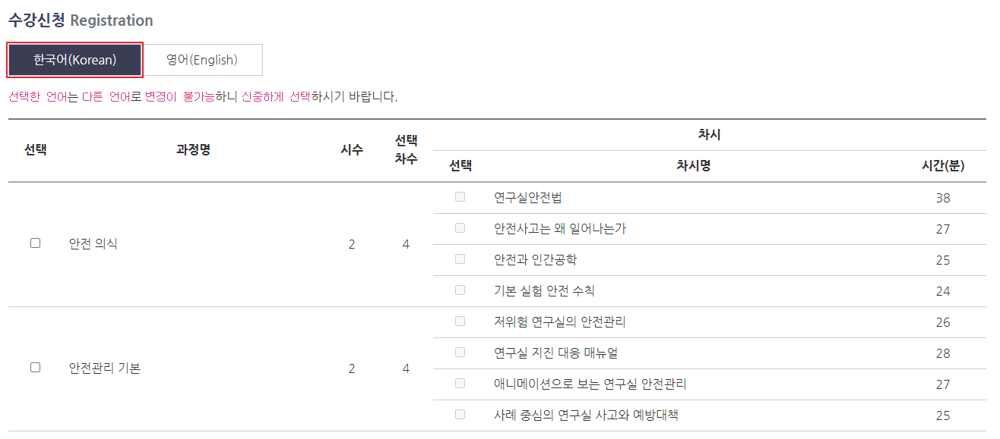 수강신청 Registration
한국어(Korean) 영어(English)
선택한 언어는 다른 언어로 변경이 불가능하니 신중하게 선택하시기 바랍니다.
선택 과정명 시수 선택 차수 차시
선택 차시명 시간(분)
안전 의식 2 4
연구실안전법 38
안전사고는 왜 일어나는가 27
안전과 인간공학 25
기본 실험 안전 수칙 24
안전관리 기본 2 4
저위험 연구실의 안전관리 26
연구실 지진 대응 매뉴얼 28
애니메이션으로 보는 연구실 안전관리 27
사례 중심의 연구실 사고와 예방대책 25